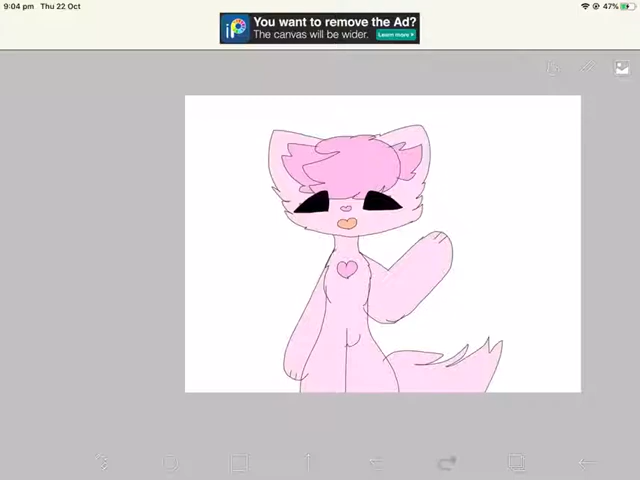 9:04 pm Thu 22 Oct
47%
You want to remove the Ad?
The canvas will be wider.
Learn more >
iP